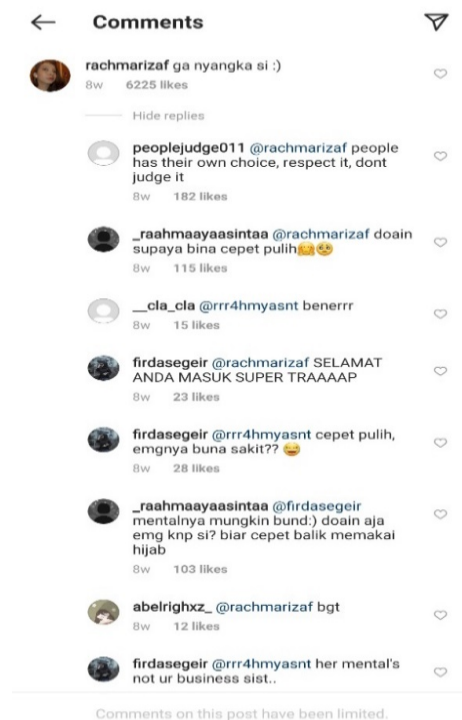 Comments
rachmarizaf ga nyangka si :)
8w 6225 likes
Hide replies
peoplejudge011 @rachmarizaf people
has their own choice, respect it, dont
judge it
8w 182 likes
_raahmaayaasintaa @rachmarizaf doain
supaya bina cepet pulih🤗🥺
8w 115 likes
__cla_cla @rrr4hmyasnt benerrr
8w 15 likes
firdasegeir @rachmarizaf SELAMAT
ANDA MASUK SUPER TRAAAAP
8w 23 likes
firdasegeir @rrr4hmyasnt cepet pulih,
emgnya buna sakit?? 😅
8w 28 likes
_raahmaayaasintaa @firdasegeir
mentalnya mungkin bund:) doain aja
emg knp si? biar cepet balik memakai
hijab
8w 103 likes
abelrighxz_ @rachmarizaf bgt
8w 12 likes
firdasegeir @rrr4hmyasnt her mental's
not ur business sist..
Comments on this post have been limited.